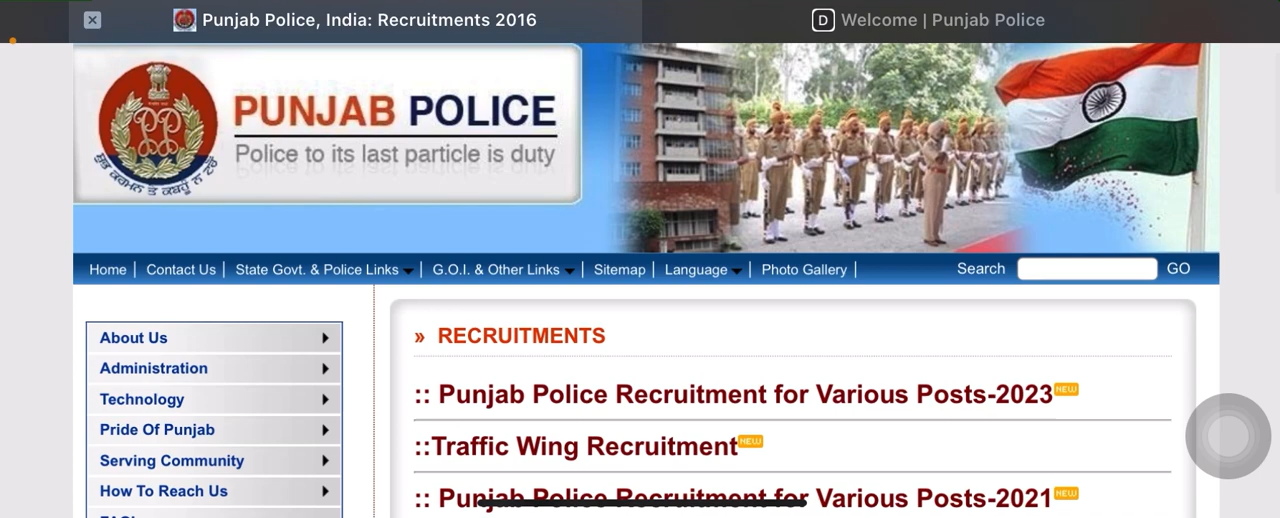 Punjab Police, India: Recruitments 2016
D Welcome | Punjab Police
PUNJAB POLICE
Police to its last particle is duty
Home | Contact Us | State Govt. & Police Links | G.O.I. & Other Links | Sitemap | Language | Photo Gallery | Search GO
About Us
Administration
Technology
Pride Of Punjab
Serving Community
How To Reach Us
» RECRUITMENTS
:: Punjab Police Recruitment for Various Posts-2023 NEW
::Traffic Wing Recruitment NEW
:: Punjab Police Recruitment for Various Posts-2021 NEW